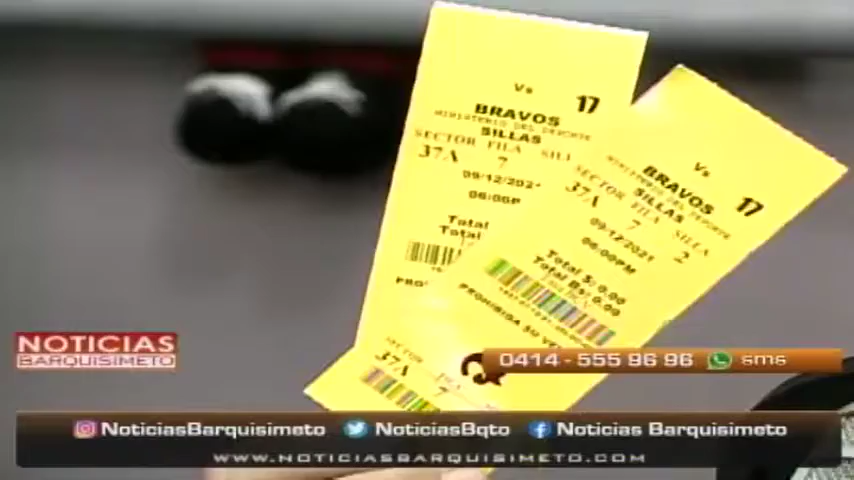 Vs 17
BRAVOS
MINISTERIO DEL DEPORTE
SILLAS
SECTOR FILA
37A 7
09/12/202
06:00P
Total
Total
Vs 17
BRAVOS
MINISTERIO DEL DEPORTE
SILLAS
SECTOR FILA SILLA
37A 7 2
09/12/2021
06:00PM
Total $: 0.00
Total Bs: 0.00
PROHIBIDA SU VE
SECTOR
37A 7
NOTICIAS
BARQUISIMETO
0414 - 555 96 96 sms
NoticiasBarquisimeto NoticiasBqto Noticias Barquisimeto
WWW.NOTICIASBARQUISIMETO.COM